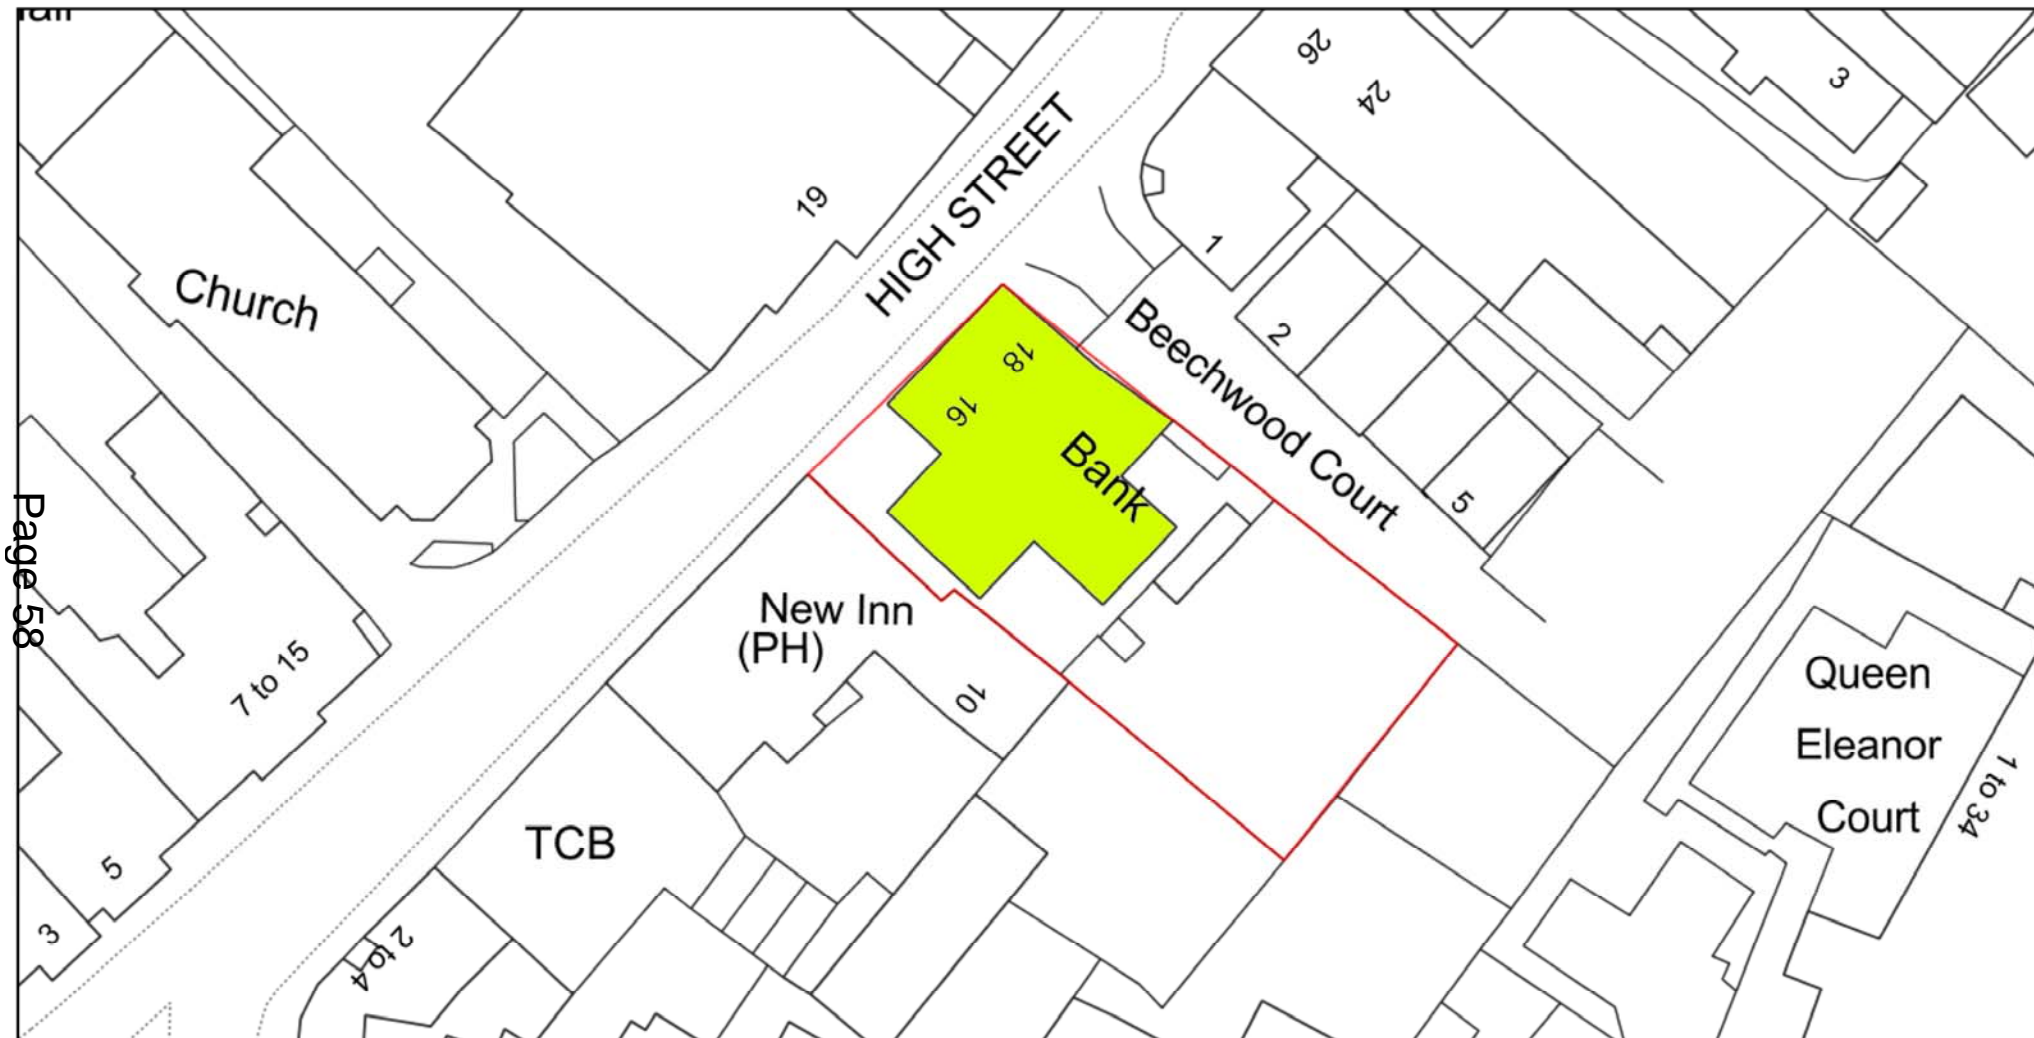 26
24
3
19
HIGH STREET
1
Church
18
2
Beechwood Court
16
Bank
5
Page 58
New Inn
(PH)
10
7 to 15
Queen
Eleanor
Court
1 to 34
TCB
5
3
2 to 4